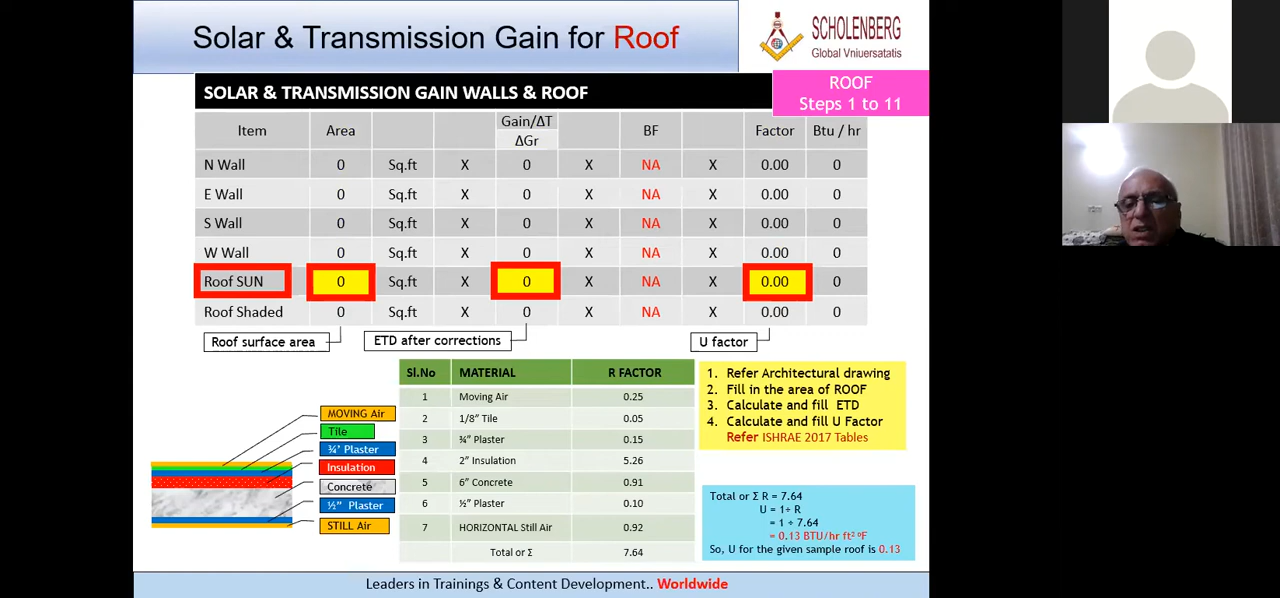 Solar & Transmission Gain for Roof
SCHOLENBERG
Global Vniuersatatis
SOLAR & TRANSMISSION GAIN WALLS & ROOF
ROOF
Steps 1 to 11
Item Area Gain/ΔT ΔGr BF Factor Btu / hr
N Wall 0 Sq.ft X 0 X NA X 0.00 0
E Wall 0 Sq.ft X 0 X NA X 0.00 0
S Wall 0 Sq.ft X 0 X NA X 0.00 0
W Wall 0 Sq.ft X 0 X NA X 0.00 0
Roof SUN 0 Sq.ft X 0 X NA X 0.00 0
Roof Shaded 0 Sq.ft X 0 X NA X 0.00 0
Roof surface area
ETD after corrections
U factor
MOVING Air
Tile
¾' Plaster
Insulation
Concrete
½" Plaster
STILL Air
Sl.No MATERIAL R FACTOR
1 Moving Air 0.25
2 1/8" Tile 0.05
3 ¾" Plaster 0.15
4 2" Insulation 5.26
5 6" Concrete 0.91
6 ½" Plaster 0.10
7 HORIZONTAL Still Air 0.92
Total or Σ 7.64
1. Refer Architectural drawing
2. Fill in the area of ROOF
3. Calculate and fill ETD
4. Calculate and fill U Factor
Refer ISHRAE 2017 Tables
Total or Σ R = 7.64
U = 1÷ R
= 1 ÷ 7.64
= 0.13 BTU/hr ft² ºF
So, U for the given sample roof is 0.13
Leaders in Trainings & Content Development.. Worldwide